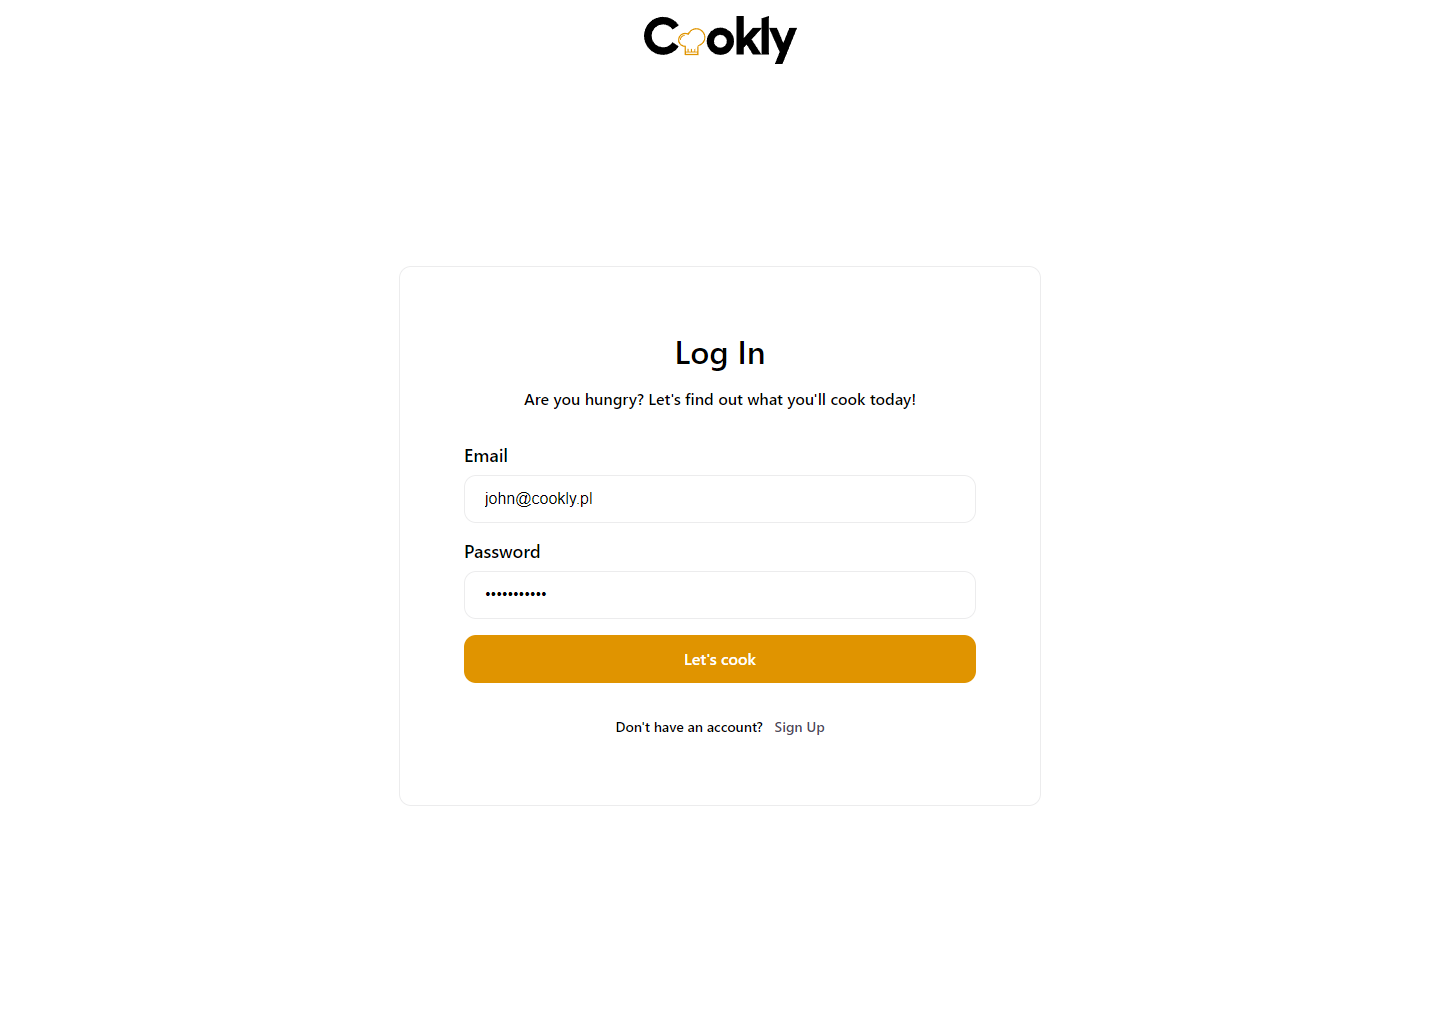 Cookly
Log In
Are you hungry? Let's find out what you'll cook today!
Email
john@cookly.pl
Password
•••••••••••
Let's cook
Don't have an account? Sign Up